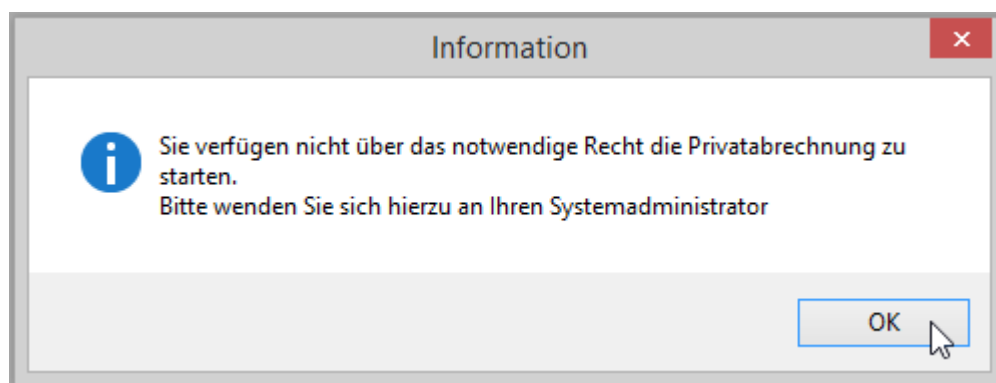 Information
Sie verfügen nicht über das notwendige Recht die Privatabrechnung zu
starten.
Bitte wenden Sie sich hierzu an Ihren Systemadministrator
OK